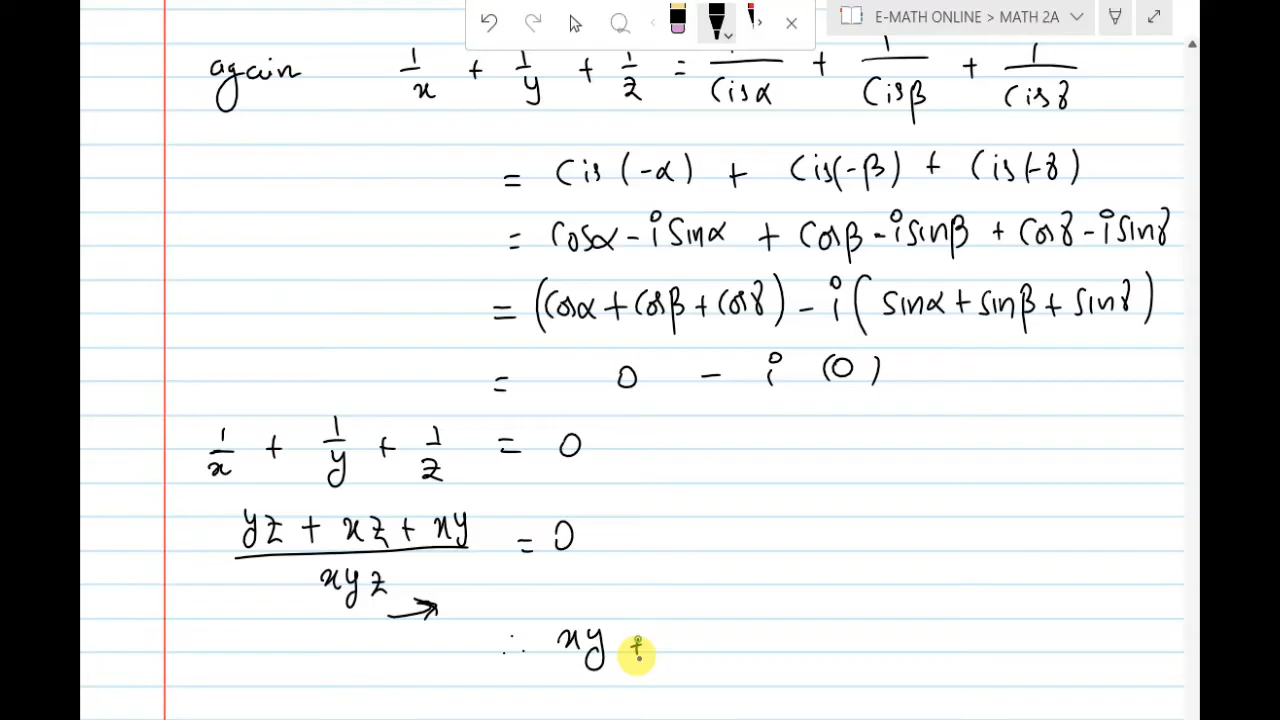 E-MATH ONLINE > MATH 2A
again 1/x + 1/y + 1/z = 1/Cisα + 1/Cisβ + 1/Cisγ
= Cis(-α) + Cis(-β) + Cis(-γ)
= Cosα - i Sinα + Cosβ - i sinβ + Cosγ - i sinγ
= (Cosα + Cosβ + Cosγ) - i (sinα + sinβ + sinγ)
= 0 - i (0)
1/x + 1/y + 1/z = 0
(yz + xz + xy)/xyz = 0
∴ xy +